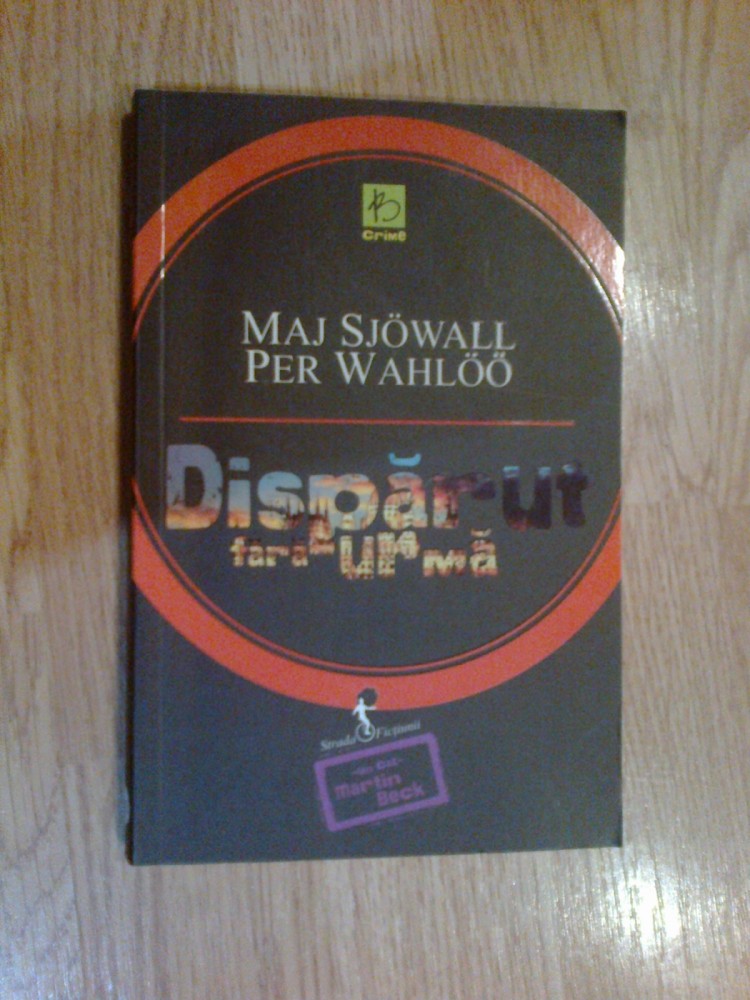 B
crime
MAJ SJÖWALL
PER WAHLÖÖ
Dispărut
fără urmă
Strada Ficțiunii
Martin
Beck